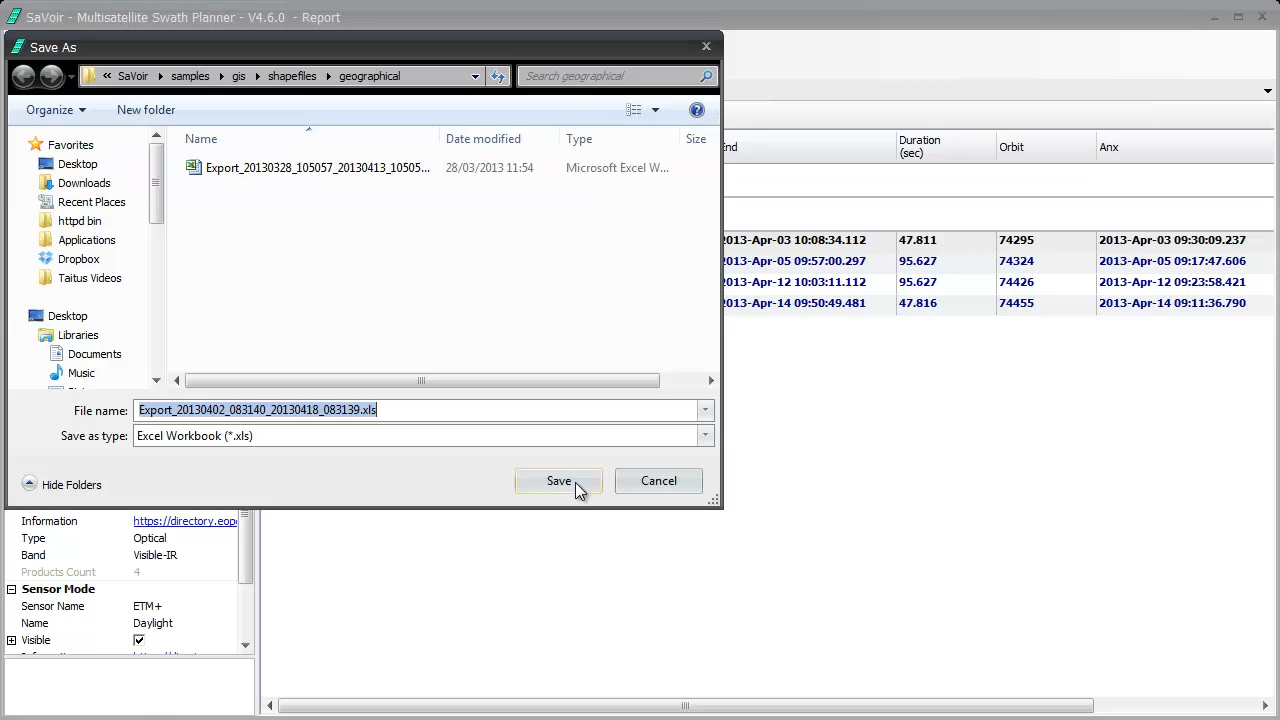 SaVoir - Multisatellite Swath Planner - V4.6.0 - Report
Save As
« SaVoir samples gis shapefiles geographical
Search geographical
Organize New folder
Name Date modified Type Size
Favorites
Desktop
Downloads
Recent Places
httpd bin
Applications
Dropbox
Taitus Videos
Desktop
Libraries
Documents
Music
Export_20130328_105057_20130413_10505... 28/03/2013 11:54 Microsoft Excel W...
File name: Export_20130402_083140_20130418_083139.xls
Save as type: Excel Workbook (*.xls)
Hide Folders
Save Cancel
Duration (sec) Orbit Anx
2013-Apr-03 10:08:34.112 47.811 74295 2013-Apr-03 09:30:09.237
2013-Apr-05 09:57:00.297 95.627 74324 2013-Apr-05 09:17:47.606
2013-Apr-12 10:03:11.112 95.627 74426 2013-Apr-12 09:23:58.421
2013-Apr-14 09:50:49.481 47.816 74455 2013-Apr-14 09:11:36.790
Information https://directory.eopo
Type Optical
Band Visible-IR
Products Count 4
Sensor Mode
Sensor Name ETM+
Name Daylight
Visible